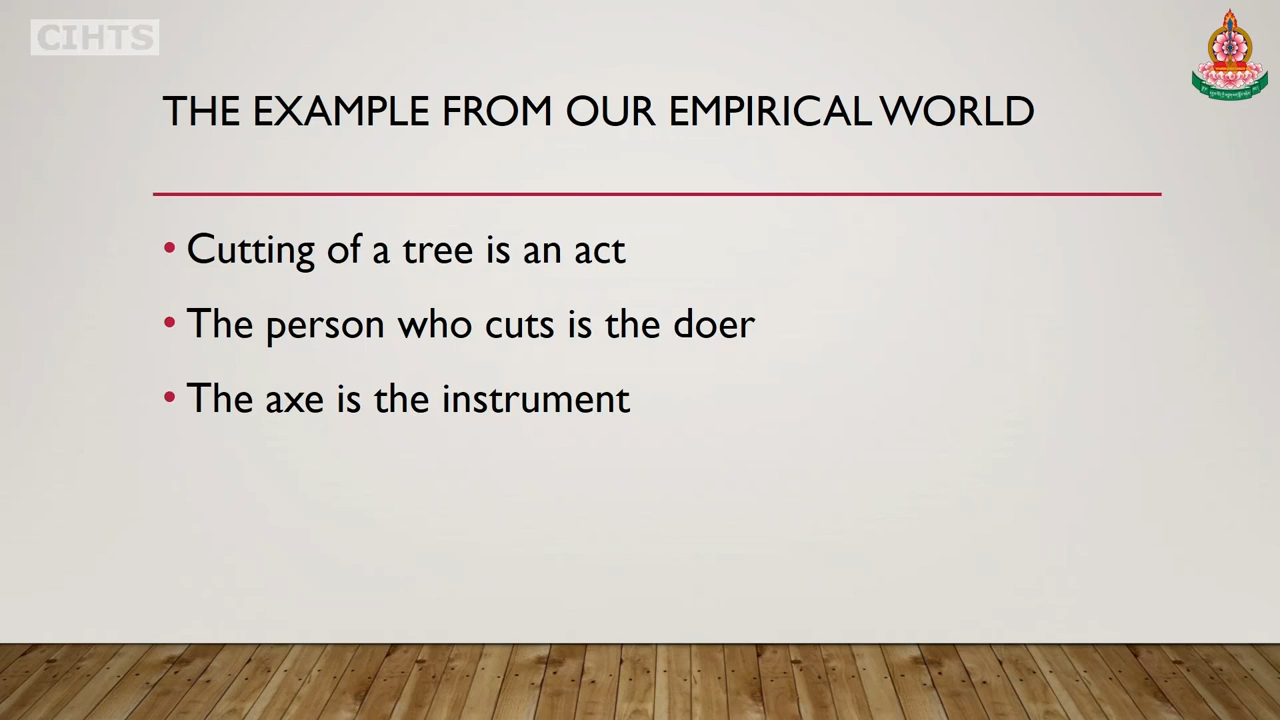 CIHTS
THE EXAMPLE FROM OUR EMPIRICAL WORLD
• Cutting of a tree is an act
• The person who cuts is the doer
• The axe is the instrument